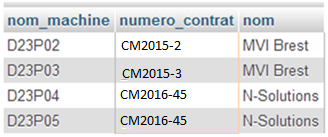 nom_machine numero_contrat nom
D23P02 CM2015-2 MVI Brest
D23P03 CM2015-3 MVI Brest
D23P04 CM2016-45 N-Solutions
D23P05 CM2016-45 N-Solutions